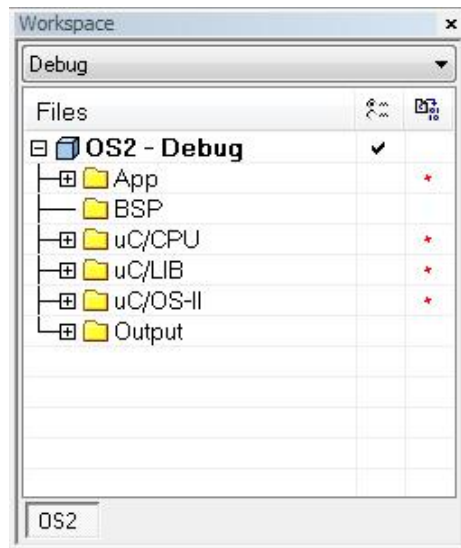 Workspace
Debug
Files
OS2 - Debug
App
BSP
uC/CPU
uC/LIB
uC/OS-II
Output
OS2